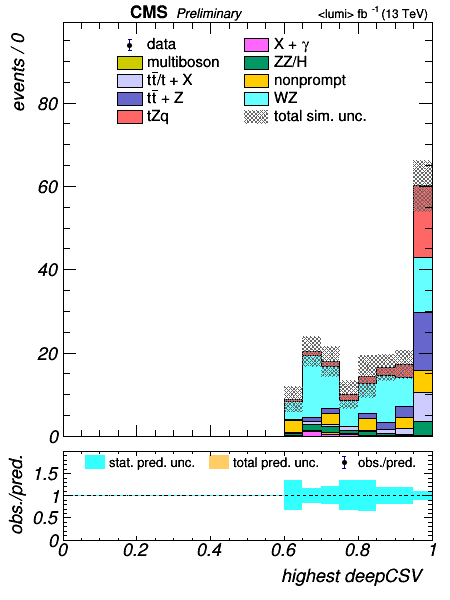 CMS Preliminary <lumi> fb⁻¹ (13 TeV)
events / 0
data X + γ
multiboson ZZ/H
tt̄/t + X nonprompt
tt̄ + Z WZ
tZq total sim. unc.
80
60
40
20
0
obs./pred.
stat. pred. unc. total pred. unc. obs./pred.
1.5
1
0.5
0
0 0.2 0.4 0.6 0.8 1
highest deepCSV